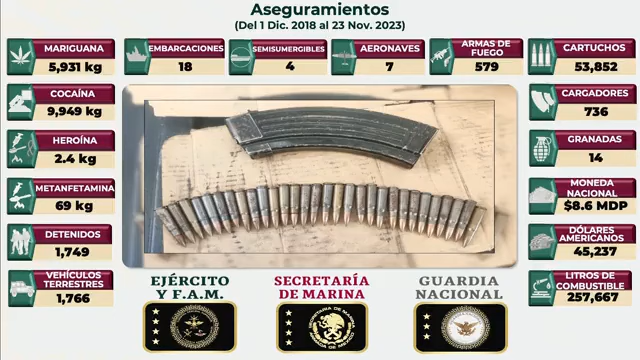 Aseguramientos
(Del 1 Dic. 2018 al 23 Nov. 2023)
MARIGUANA
5,931 kg
EMBARCACIONES
18
SEMISUMERGIBLES
4
AERONAVES
7
ARMAS DE
FUEGO
579
CARTUCHOS
53,852
COCAÍNA
9,949 kg
CARGADORES
736
HEROÍNA
2.4 kg
GRANADAS
14
METANFETAMINA
69 kg
MONEDA
NACIONAL
$8.6 MDP
DETENIDOS
1,749
DÓLARES
AMERICANOS
45,237
VEHÍCULOS
TERRESTRES
1,766
LITROS DE
COMBUSTIBLE
257,667
EJÉRCITO
Y F.A.M.
SECRETARÍA
DE MARINA
GUARDIA
NACIONAL